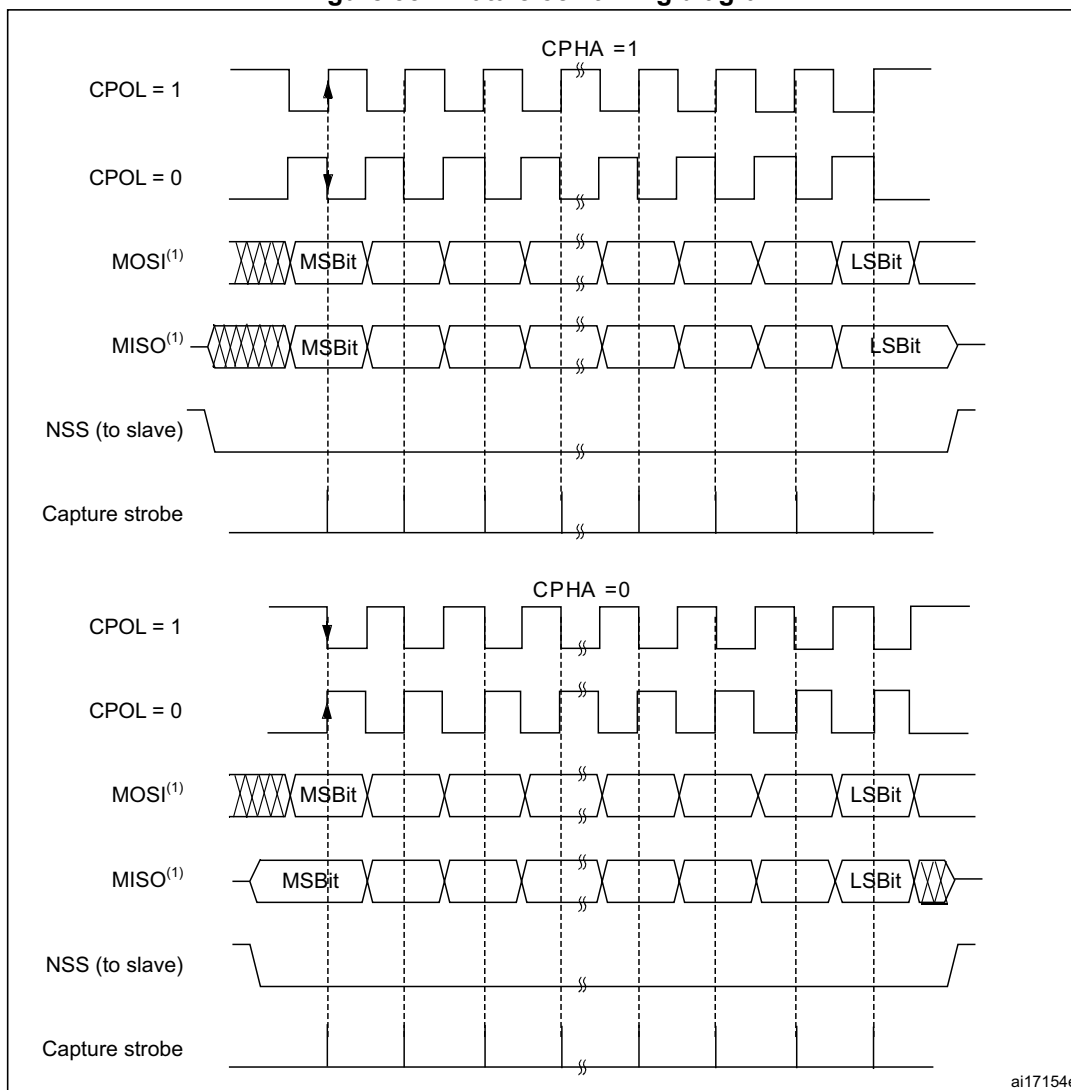 CPHA =1
CPOL = 1
CPOL = 0
MOSI(1)
MSBit
LSBit
MISO(1)
MSBit
LSBit
NSS (to slave)
Capture strobe
CPHA =0
CPOL = 1
CPOL = 0
MOSI(1)
MSBit
LSBit
MISO(1)
MSBit
LSBit
NSS (to slave)
Capture strobe